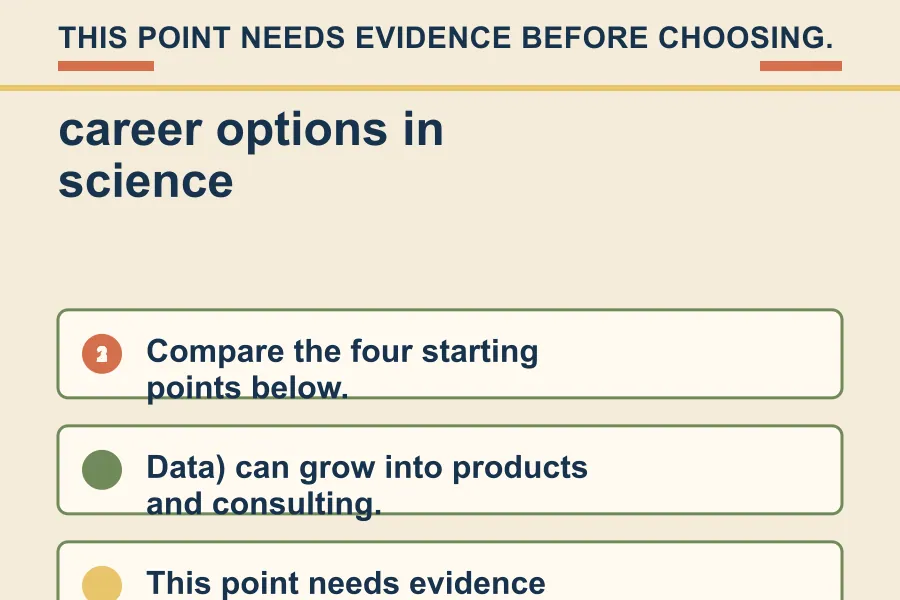 THIS POINT NEEDS EVIDENCE BEFORE CHOOSING.
career options in
science
Compare the four starting
points below.
Data) can grow into products
and consulting.
This point needs evidence